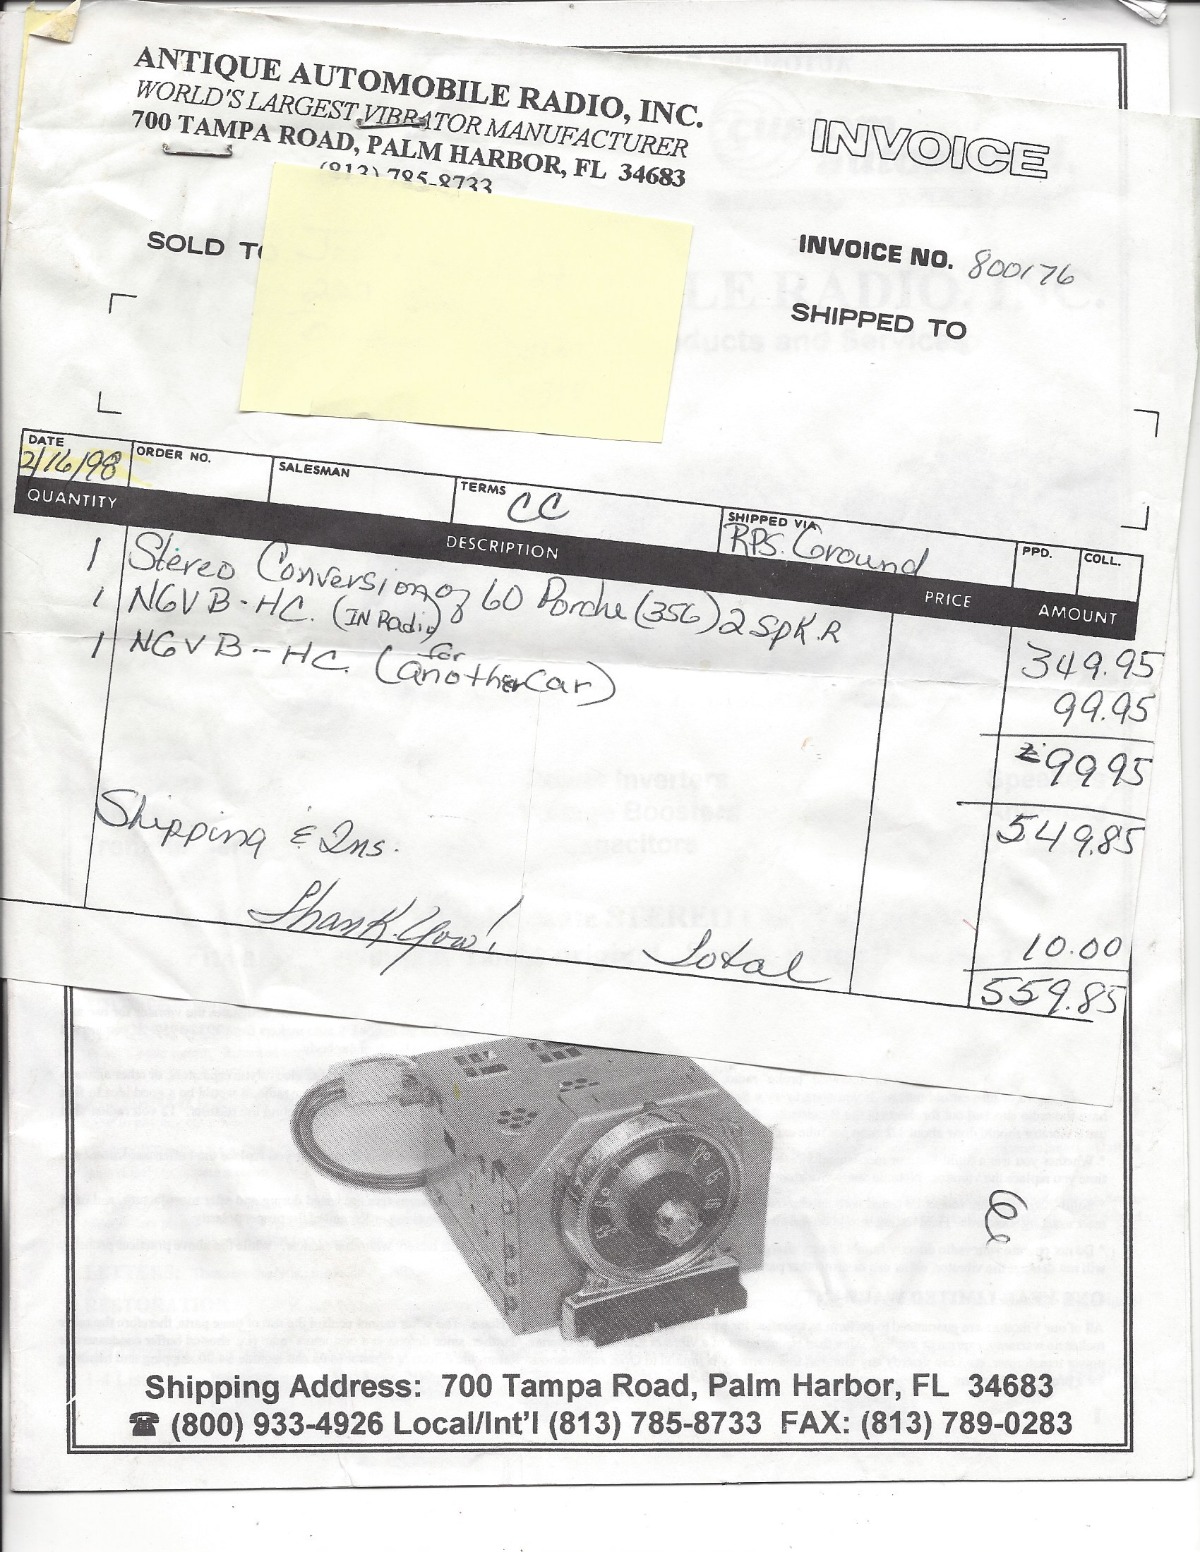 ANTIQUE AUTOMOBILE RADIO, INC.
WORLD'S LARGEST VIBRATOR MANUFACTURER
700 TAMPA ROAD, PALM HARBOR, FL 34683
(813) 785-8733
INVOICE
SOLD TO
INVOICE NO. 800176
SHIPPED TO
DATE 2/16/98
ORDER NO.
SALESMAN
TERMS CC
SHIPPED VIA RPS. Ground
PPD.
COLL.
QUANTITY DESCRIPTION PRICE AMOUNT
1 Stereo Conversion of 60 Porche (356) 2 SpK.R 349.95
1 NGVB-HC. (IN Radio) 99.95
1 NGVB-HC. (for another Car) 99.95
549.85
Shipping & Ins. 10.00
Thank You! Total 559.85
Shipping Address: 700 Tampa Road, Palm Harbor, FL 34683
☎ (800) 933-4926 Local/Int'l (813) 785-8733 FAX: (813) 789-0283